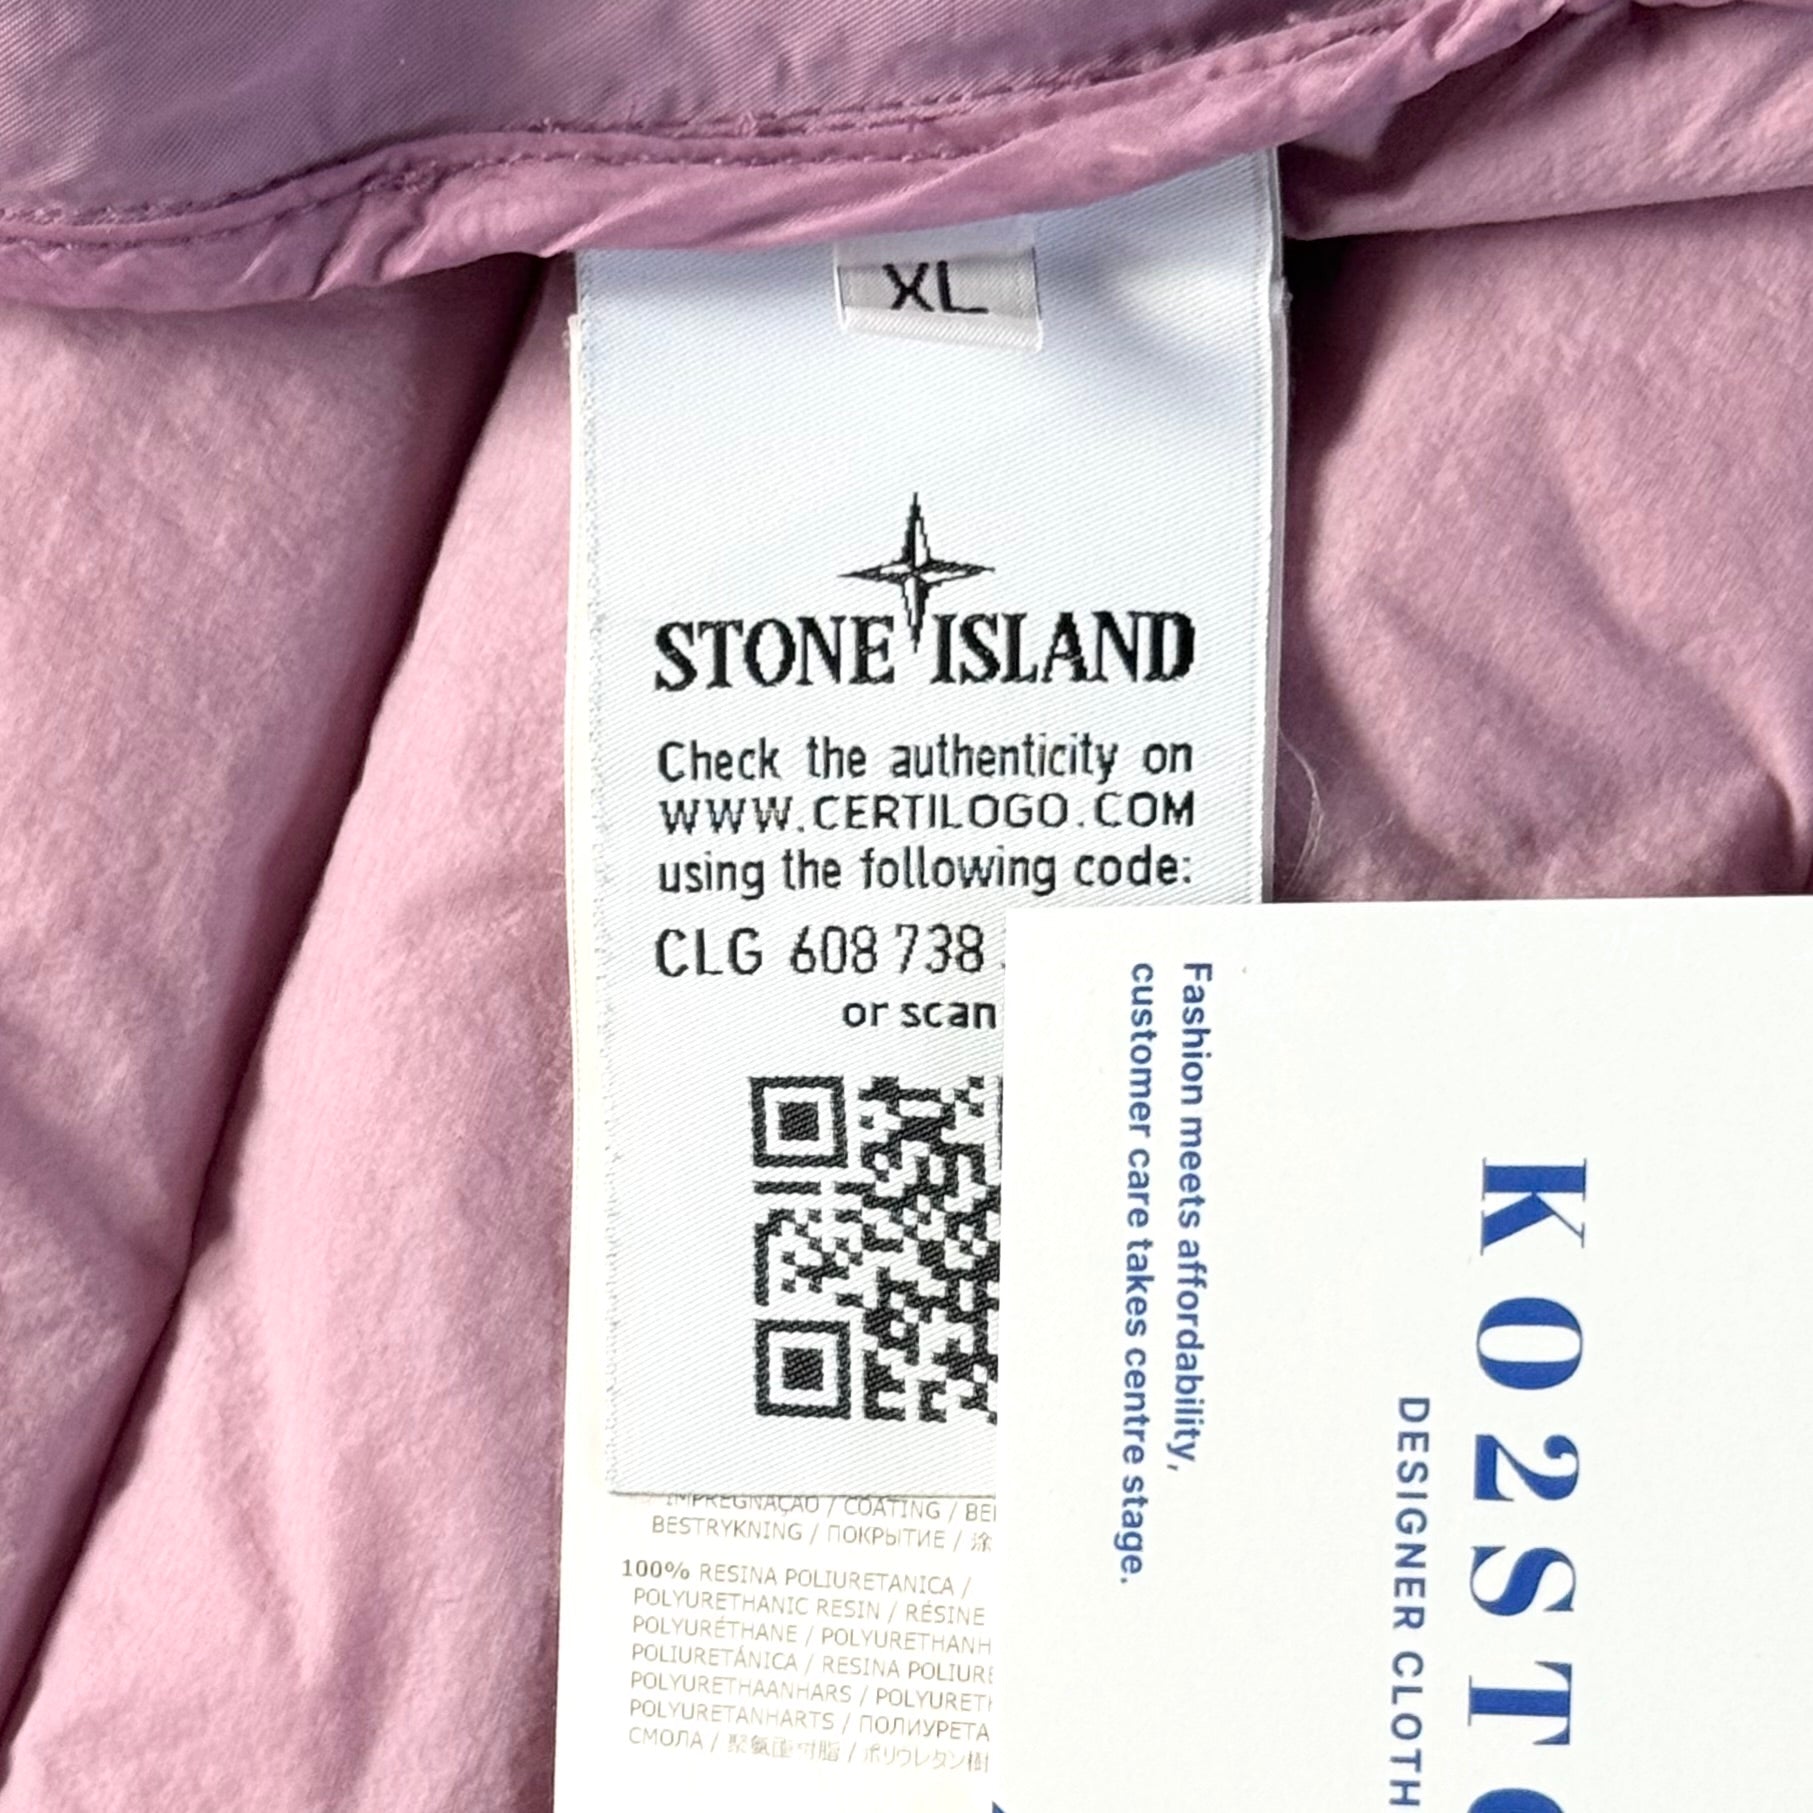 XL
STONE ISLAND
Check the authenticity on
WWW.CERTILOGO.COM
using the following code:
CLG 608 738
or scan
IMPREGNAÇÃO / COATING /
BESTRYKNING / ПОКРЫТИЕ / 涂
100% RESINA POLIURETANICA /
POLYURETHANIC RESIN / RÉSINE
POLYURÉTHANE / POLYURETHANH
POLIURETÁNICA / RESINA POLIURE
POLYURETHAANHARS / POLYURETH
POLYURETANHARTS / ПОЛИУРЕТА
СМОЛА / 聚氨酯树脂 / ポリウレタン樹
Fashion meets affordability,
customer care takes centre stage.
KO2ST
DESIGNER CLOTH